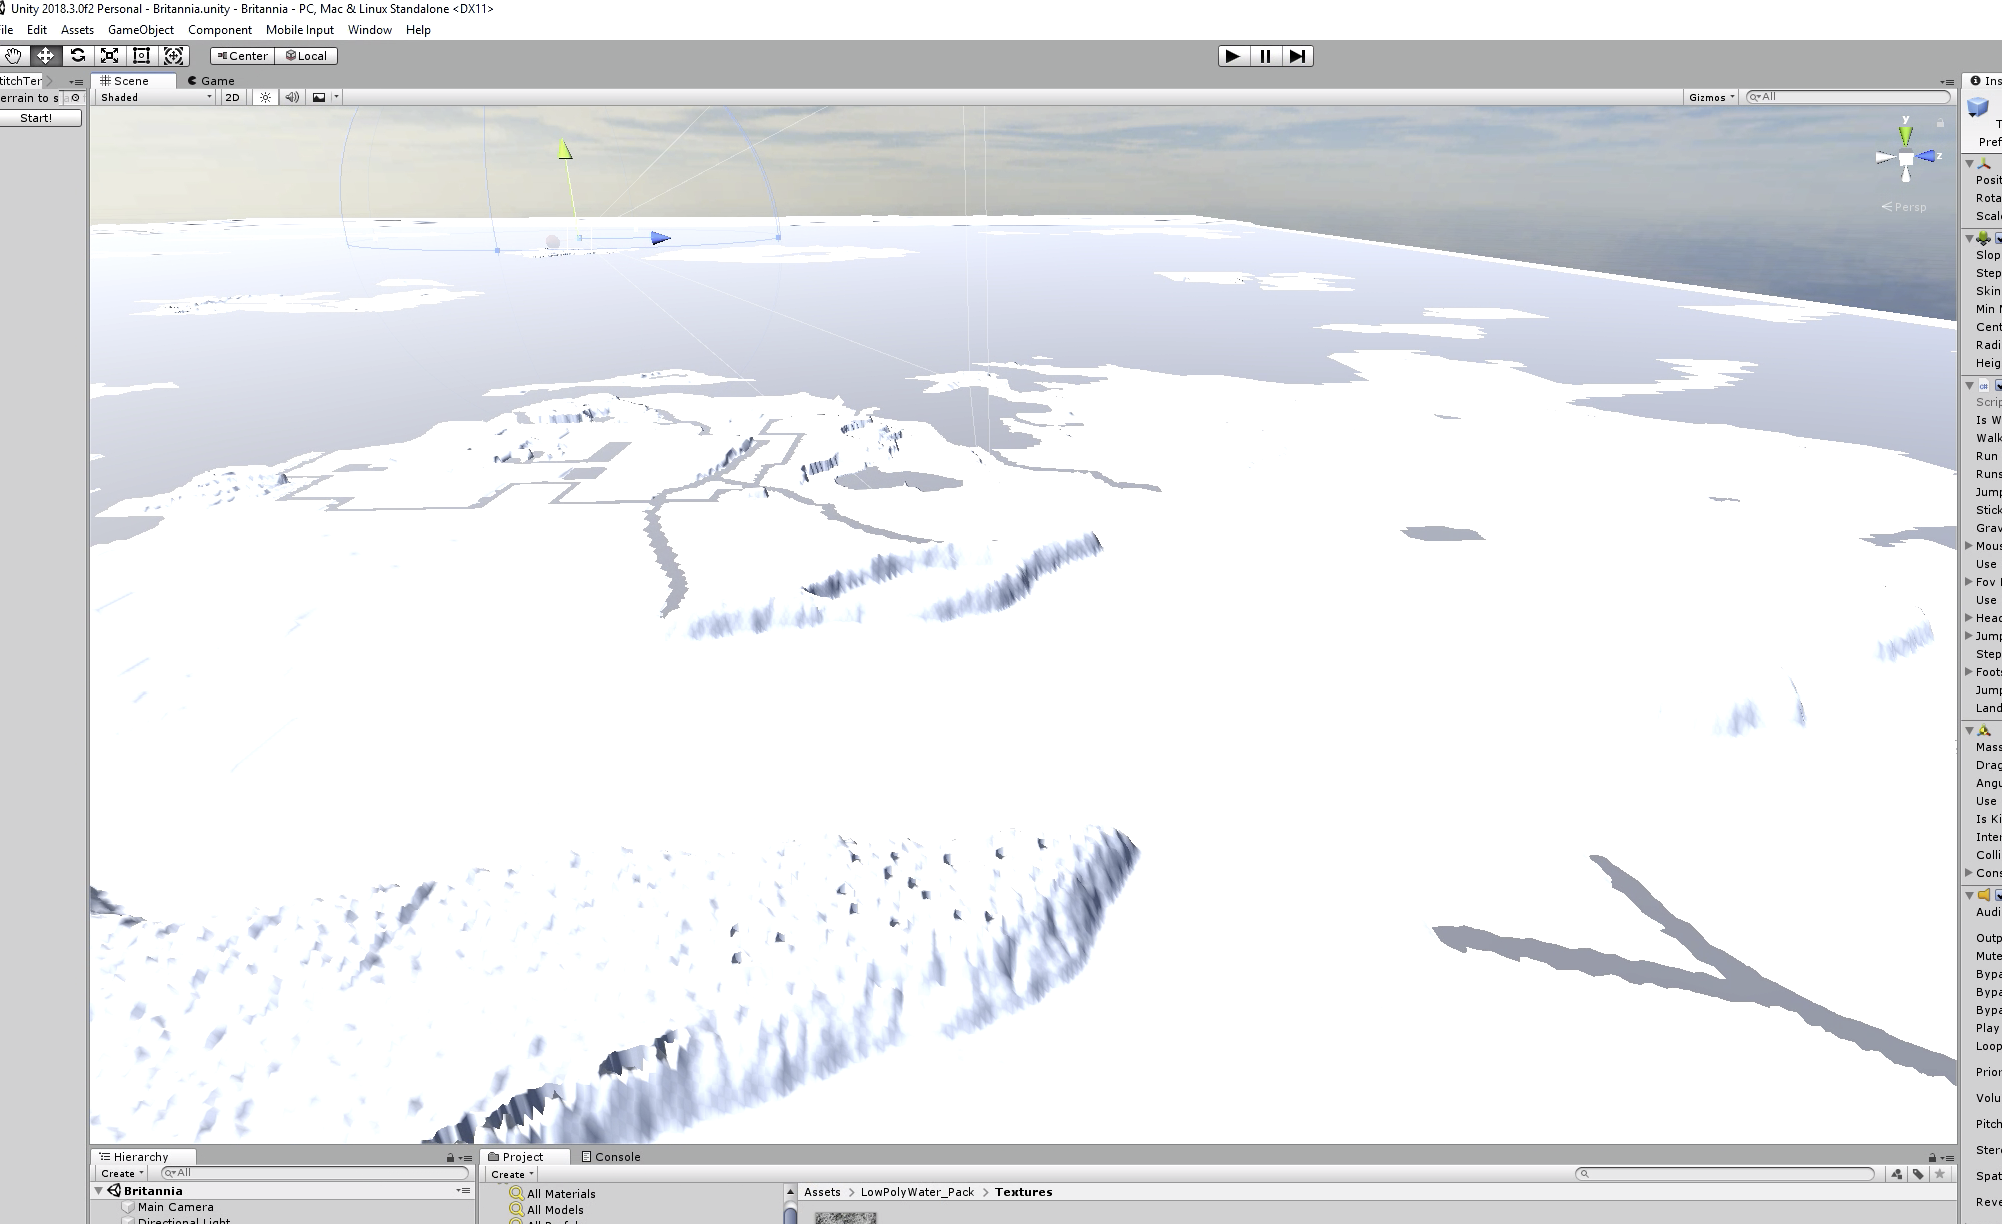 Unity 2018.3.0f2 Personal - Britannia.unity - Britannia - PC, Mac & Linux Standalone <DX11>
ile Edit Assets GameObject Component Mobile Input Window Help
Center Local
titchTer
Scene Game
Ins
errain to s
Shaded 2D
Gizmos All
Start!
y
z
Persp
T
Pref
Posit
Rota
Scale
Slop
Step
Skin
Min M
Cent
Radi
Heig
Scrip
Is W
Walk
Run
Runs
Jump
Stick
Grav
Mous
Use
Fov
Use
Head
Jump
Step
Foots
Jump
Land
Mass
Drag
Angu
Use
Is Ki
Inter
Colli
Cons
Audi
Outp
Mute
Bypa
Bypa
Bypa
Play
Loop
Prior
Volu
Pitch
Stere
Spat
Reve
Hierarchy
Create All
Britannia
Main Camera
Directional Light
Project Console
Create
All Materials
All Models
All Prefabs
Assets > LowPolyWater_Pack > Textures